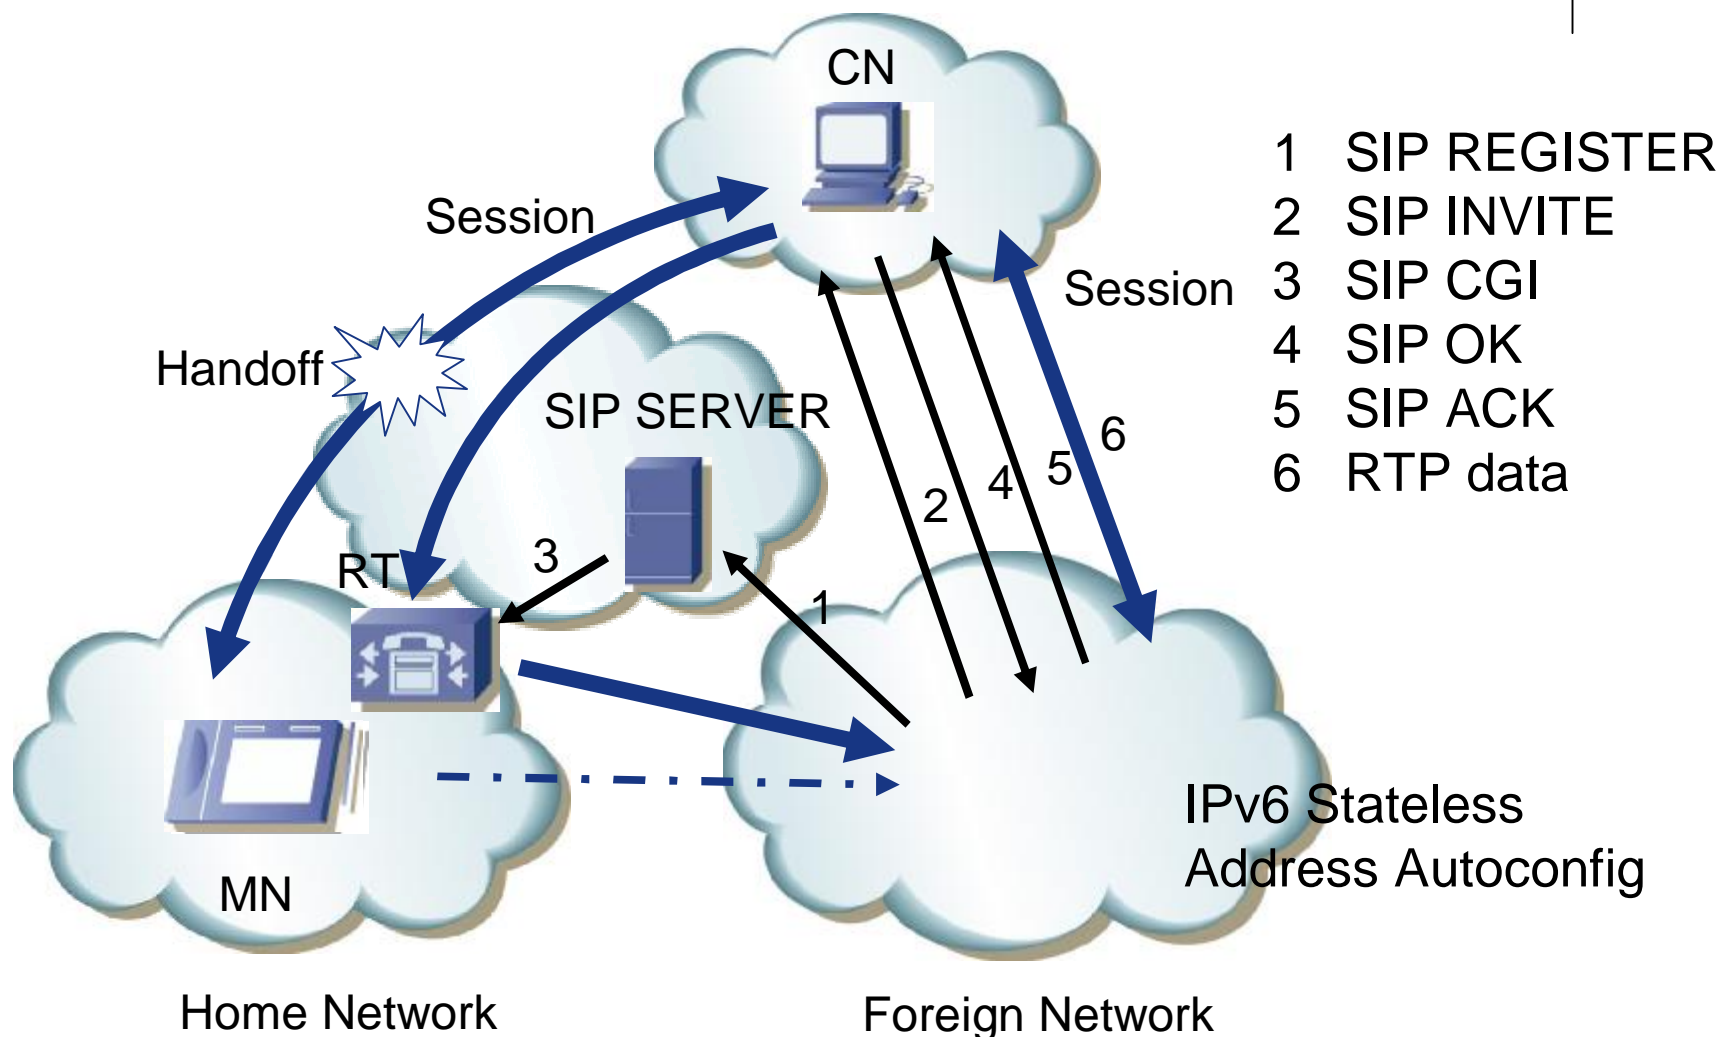 CN
1 SIP REGISTER
2 SIP INVITE
3 SIP CGI
4 SIP OK
5 SIP ACK
6 RTP data
Session
Session
Handoff
SIP SERVER
6
5
4
2
3
RT
1
IPv6 Stateless
Address Autoconfig
MN
Home Network
Foreign Network